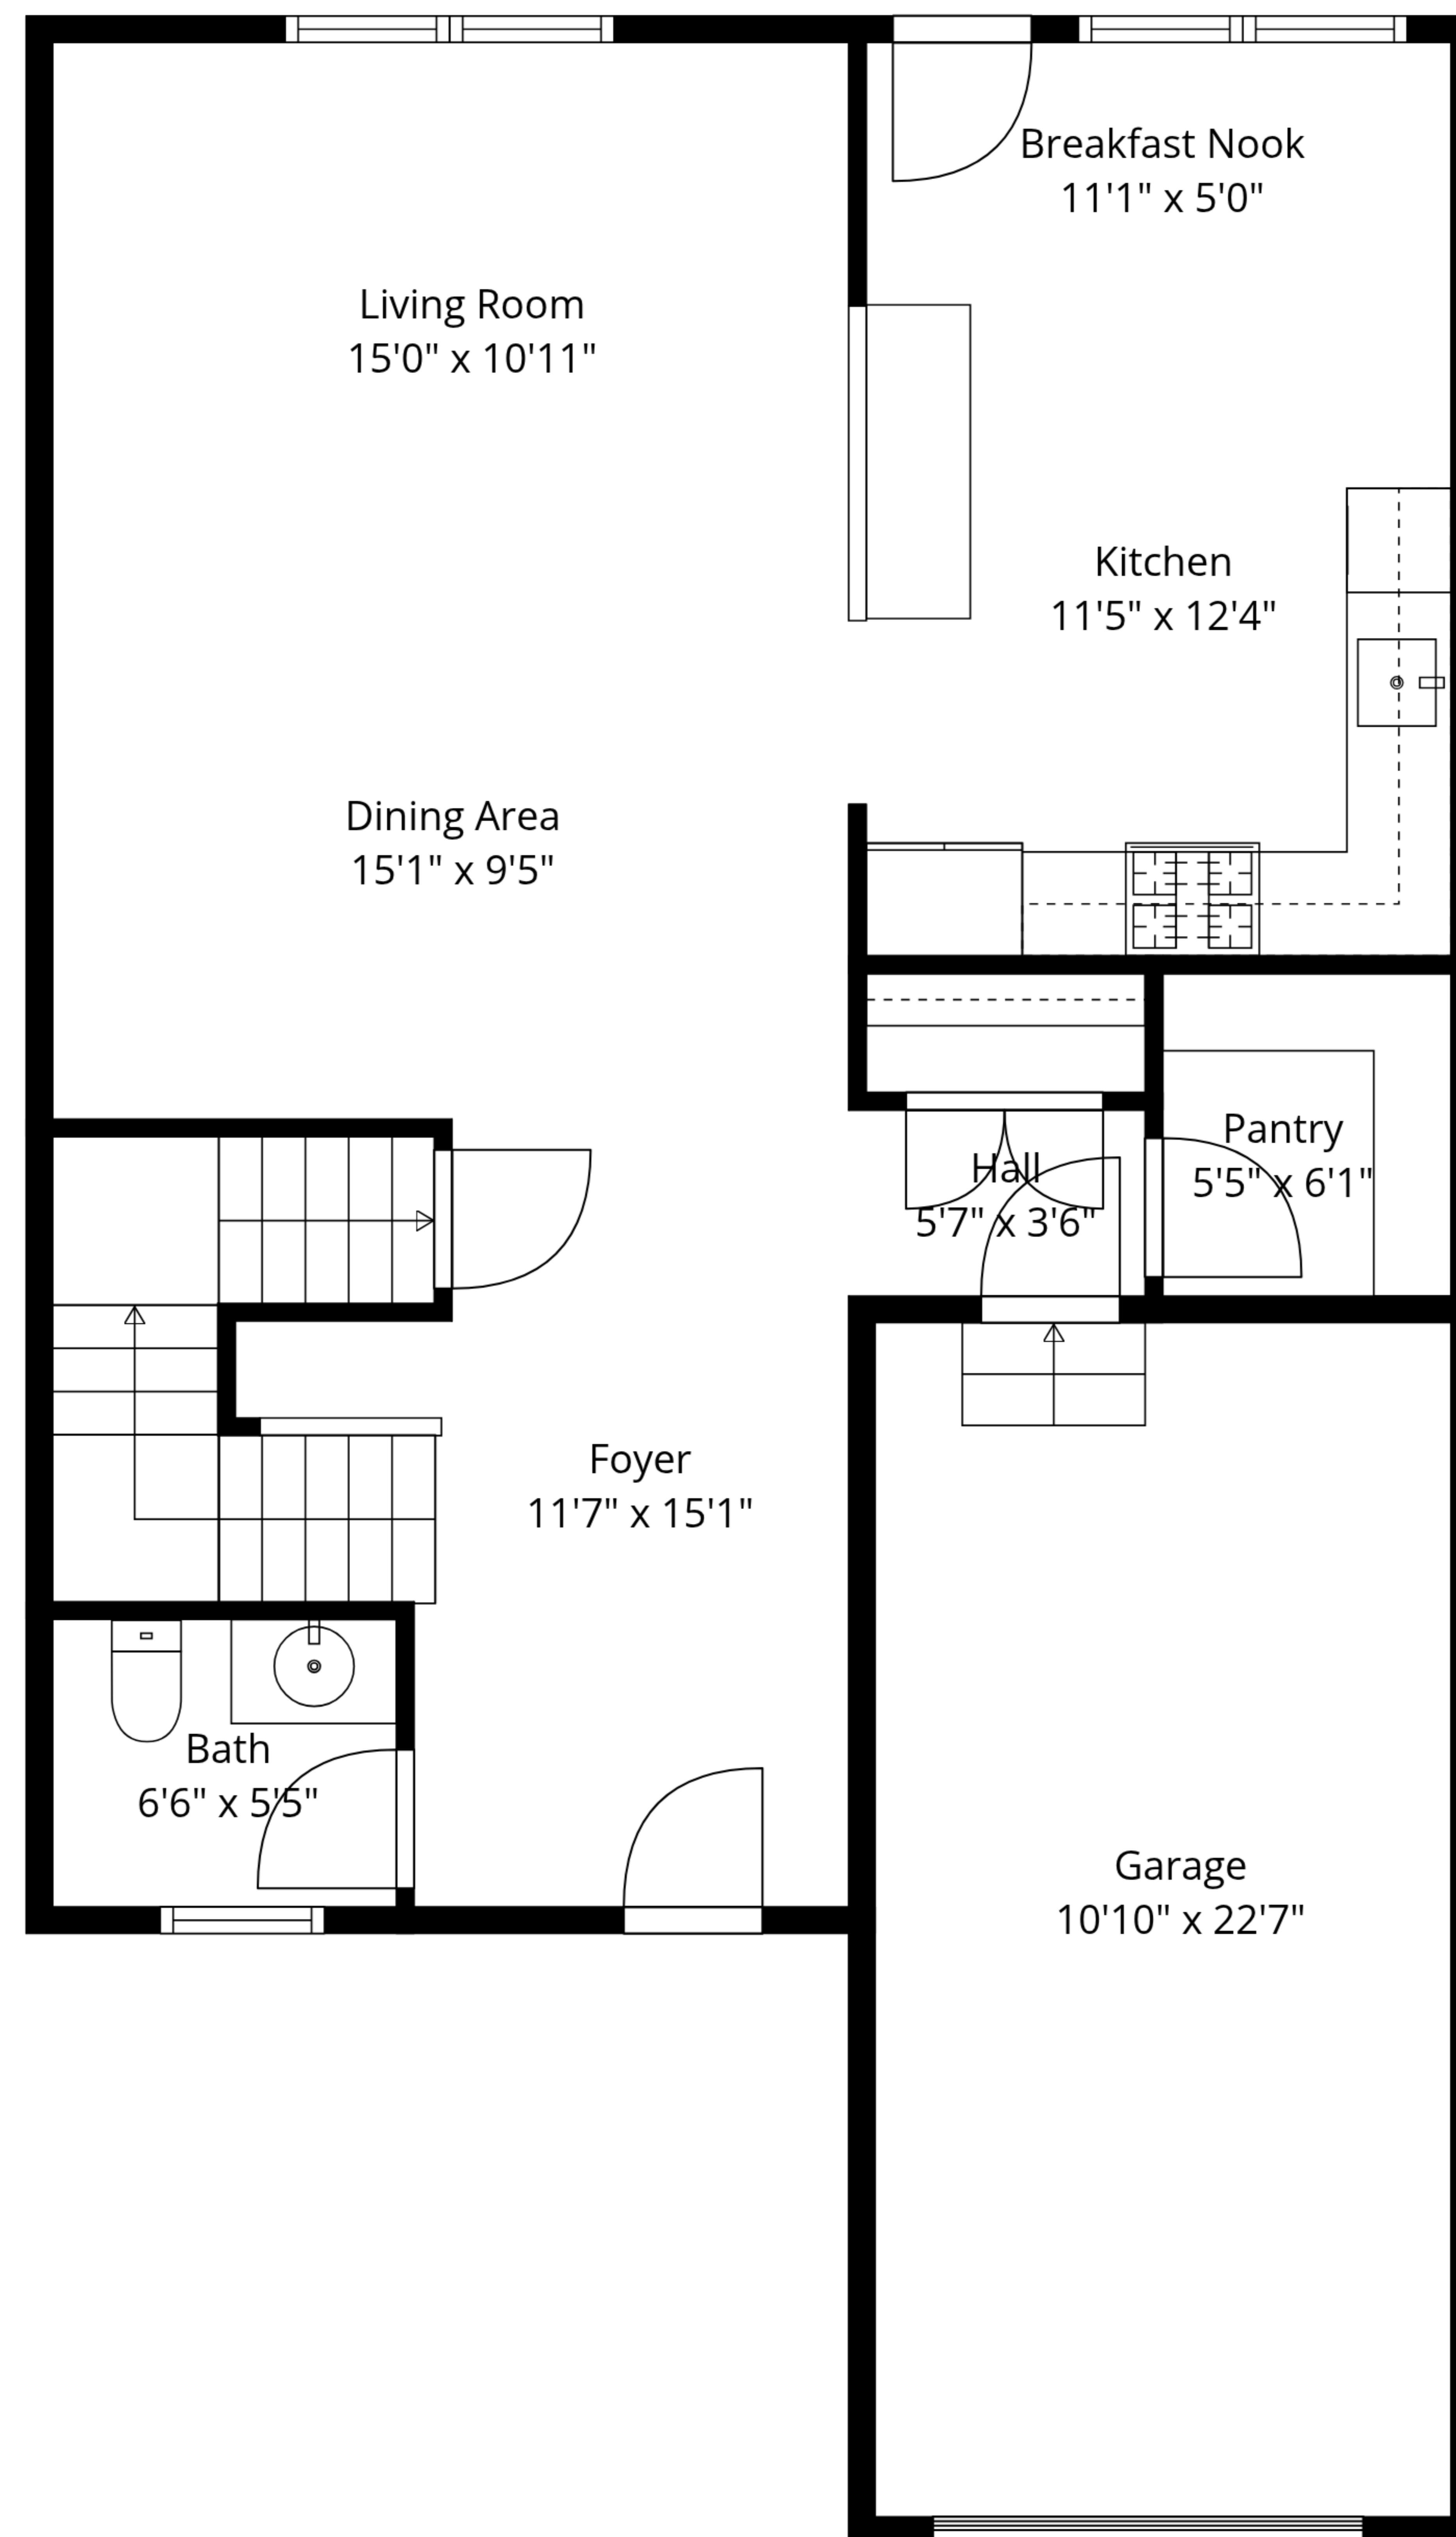 Breakfast Nook
11'1" x 5'0"
Living Room
15'0" x 10'11"
Kitchen
11'5" x 12'4"
Dining Area
15'1" x 9'5"
Pantry
5'5" x 6'1"
Hall
5'7" x 3'6"
Foyer
11'7" x 15'1"
Bath
6'6" x 5'5"
Garage
10'10" x 22'7"